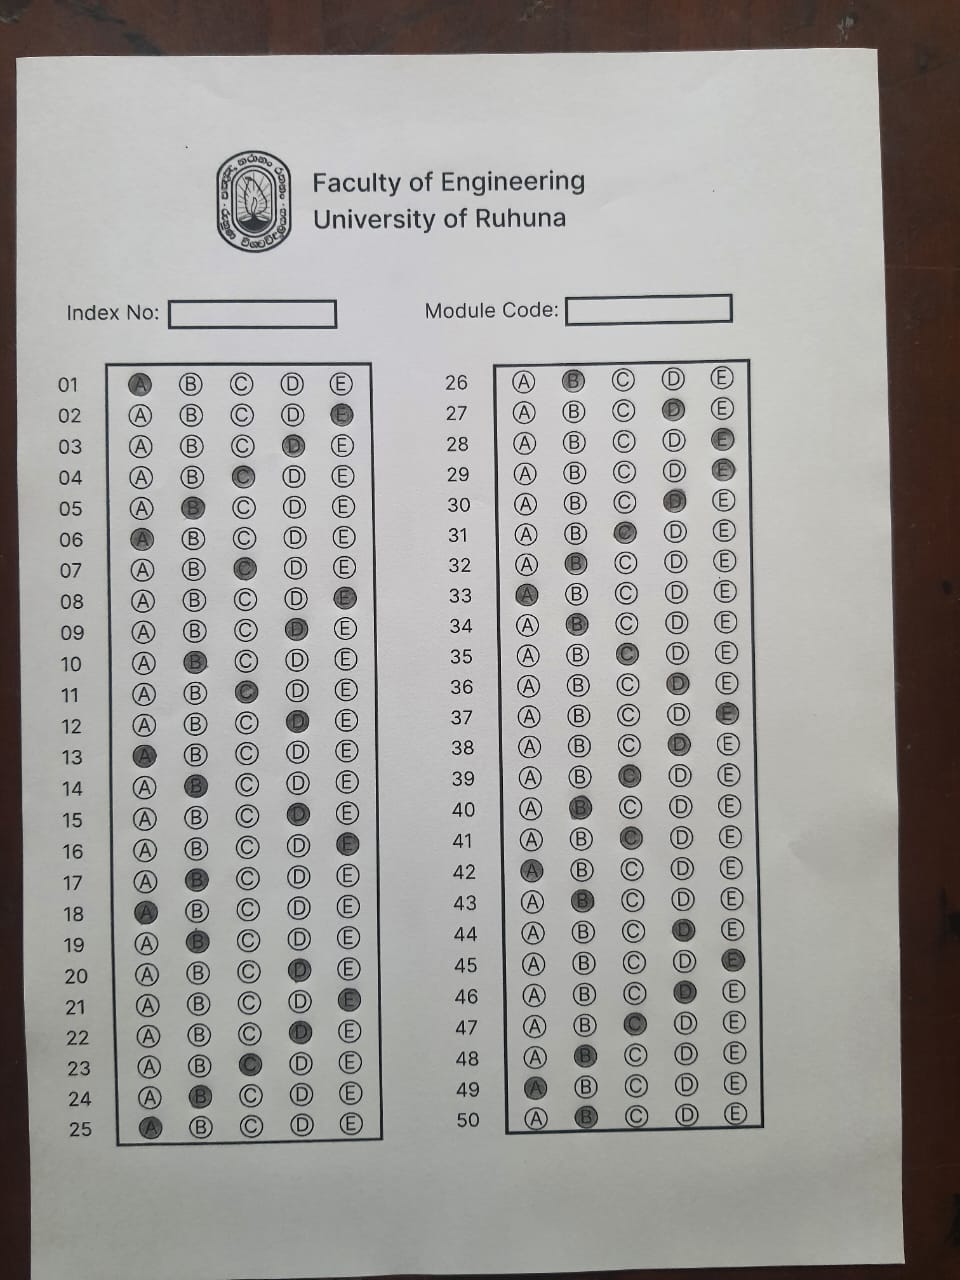 Faculty of Engineering
University of Ruhuna
Index No:
Module Code:
01 A B C D E
02 A B C D E
03 A B C D E
04 A B C D E
05 A B C D E
06 A B C D E
07 A B C D E
08 A B C D E
09 A B C D E
10 A B C D E
11 A B C D E
12 A B C D E
13 A B C D E
14 A B C D E
15 A B C D E
16 A B C D E
17 A B C D E
18 A B C D E
19 A B C D E
20 A B C D E
21 A B C D E
22 A B C D E
23 A B C D E
24 A B C D E
25 A B C D E
26 A B C D E
27 A B C D E
28 A B C D E
29 A B C D E
30 A B C D E
31 A B C D E
32 A B C D E
33 A B C D E
34 A B C D E
35 A B C D E
36 A B C D E
37 A B C D E
38 A B C D E
39 A B C D E
40 A B C D E
41 A B C D E
42 A B C D E
43 A B C D E
44 A B C D E
45 A B C D E
46 A B C D E
47 A B C D E
48 A B C D E
49 A B C D E
50 A B C D E